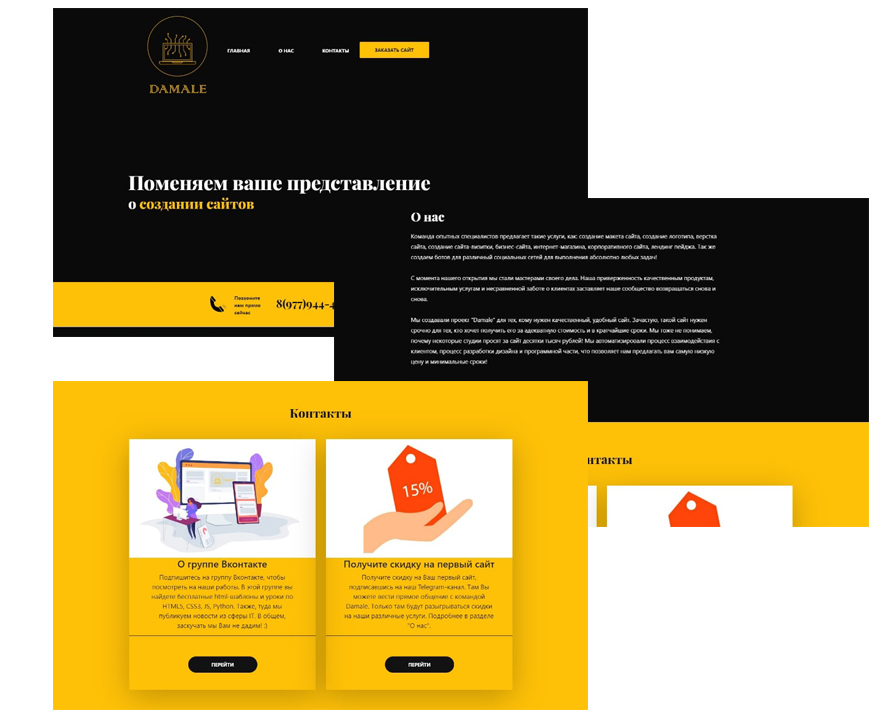 DAMALE
ГЛАВНАЯ
О НАС
КОНТАКТЫ
ЗАКАЗАТЬ САЙТ
Поменяем ваше представление
о создании сайтов
Позвоните
нам прямо
сейчас
8(977)944-4
О нас
Команда опытных специалистов предлагает такие услуги, как: создание макета сайта, создание логотипа, верстка
сайта, создание сайта-визитки, бизнес-сайта, интернет-магазина, корпоративного сайта, лендинг пейджа. Так же
создаем ботов для различный социальных сетей для выполнения абсолютно любых задач!
С момента нашего открытия мы стали мастерами своего дела. Наша приверженность качественным продуктам,
исключительным услугам и несравненной заботе о клиентах заставляет наше сообщество возвращаться снова и
снова.
Мы создавали проект "Damale" для тех, кому нужен качественный, удобный сайт. Зачастую, такой сайт нужен
срочно для тех, кто хочет получить его за адекватную стоимость и в кратчайшие сроки. Мы тоже не понимаем,
почему некоторые студии просят за сайт десятки тысяч рублей! Мы автоматизировали процесс взаимодействия с
клиентом, процесс разработки дизайна и программной части, что позволяет нам предлагать вам самую низкую
цену и минимальные сроки!
Контакты
15%
О группе Вконтакте
Подпишитесь на группу Вконтакте, чтобы
посмотреть на наши работы. В этой группе вы
найдете бесплатные html шаблоны и уроки по
HTML5, CSS3, JS, Python. Также, туда мы
публикуем новости из сферы IT. В общем,
заскучать мы Вам не дадим! :)
ПЕРЕЙТИ
Получите скидку на первый сайт
Получите скидку на Ваш первый сайт,
подписавшись на наш Telegram-канал. Там Вы
можете вести прямое общение с командой
Damale. Только там будут разыгрываться скидки
на наши различные услуги. Подробнее в разделе
"О нас".
ПЕРЕЙТИ
нтакты